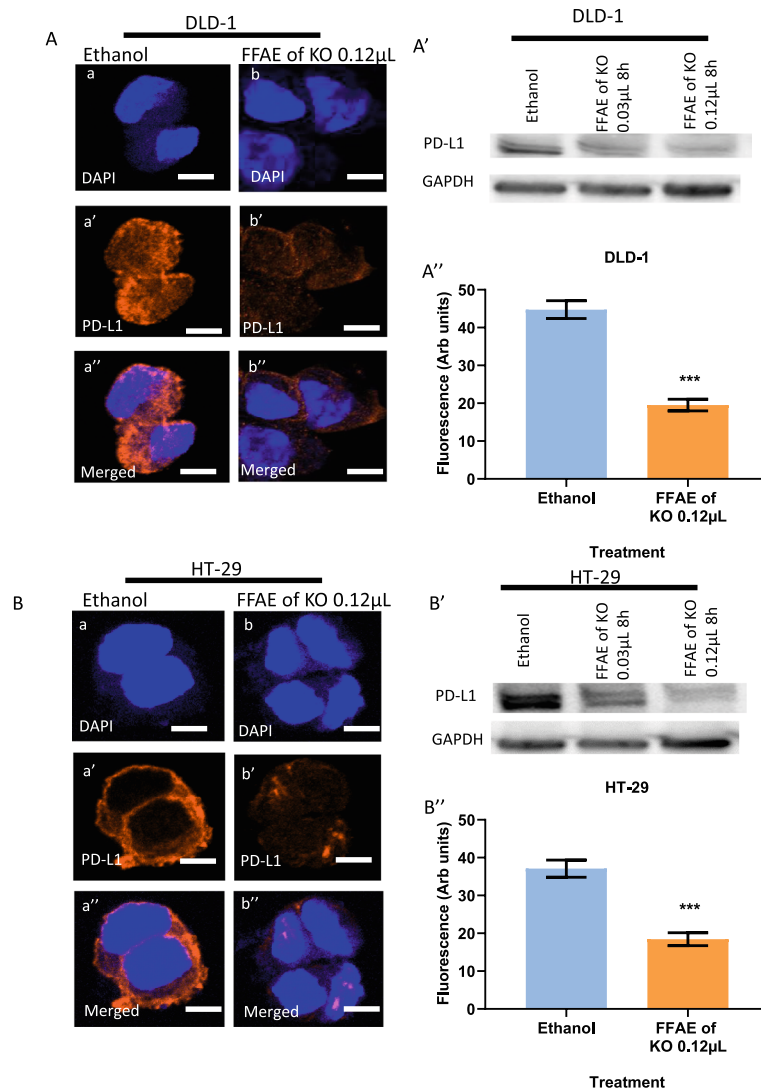 A
DLD-1
Ethanol
FFAE of KO 0.12µL
a
DAPI
b
DAPI
a'
PD-L1
b'
PD-L1
a''
Merged
b''
Merged
A'
DLD-1
Ethanol
FFAE of KO
0.03µL 8h
FFAE of KO
0.12µL 8h
PD-L1
GAPDH
A''
DLD-1
Fluorescence (Arb units)
50
40
30
20
10
0
***
Ethanol
FFAE of
KO 0.12µL
Treatment
B
HT-29
Ethanol
FFAE of KO 0.12µL
a
DAPI
b
DAPI
a'
PD-L1
b'
PD-L1
a''
Merged
b''
Merged
B'
HT-29
Ethanol
FFAE of KO
0.03µL 8h
FFAE of KO
0.12µL 8h
PD-L1
GAPDH
B''
HT-29
Fluorescence (Arb units)
50
40
30
20
10
0
***
Ethanol
FFAE of
KO 0.12µL
Treatment